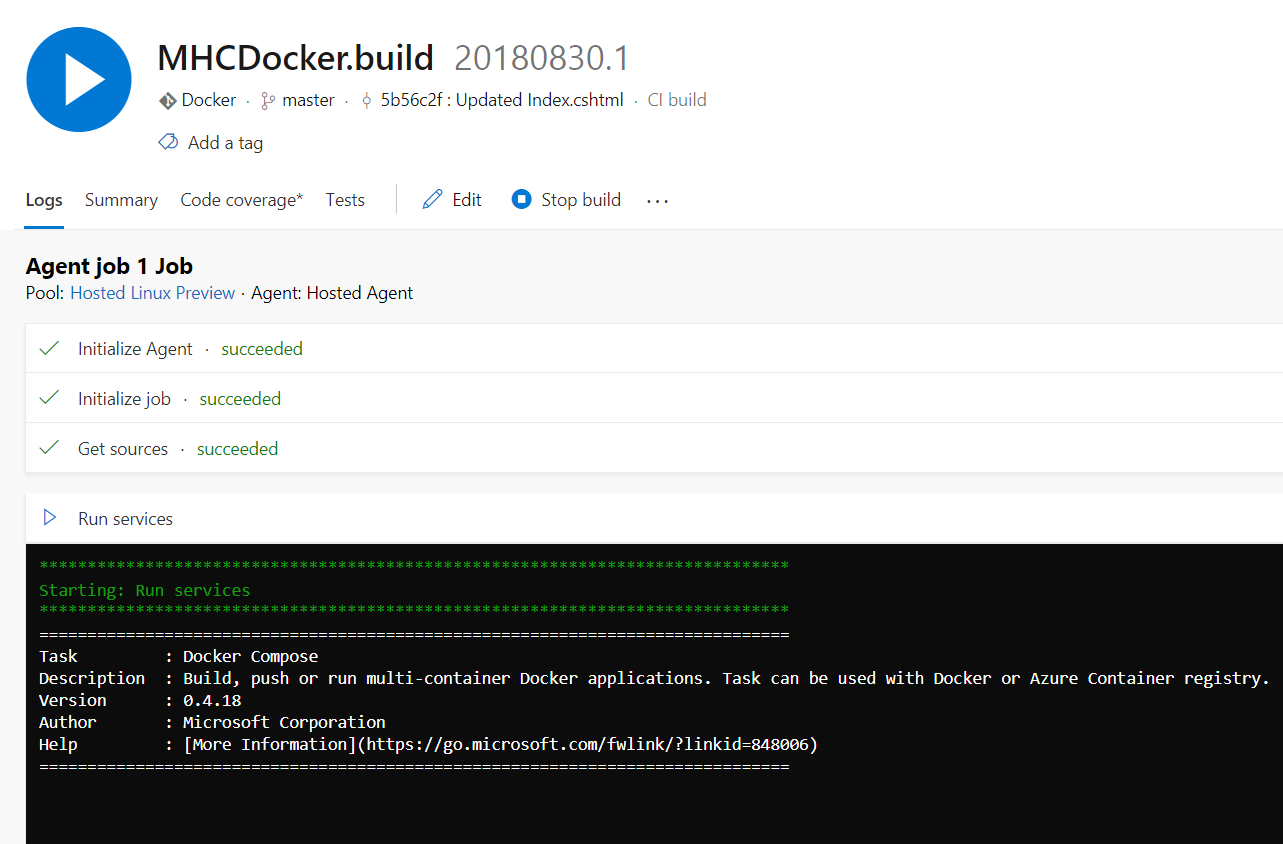 MHCDocker.build 20180830.1
Docker · master · 5b56c2f : Updated Index.cshtml · CI build
Add a tag
Logs Summary Code coverage* Tests Edit Stop build ...
Agent job 1 Job
Pool: Hosted Linux Preview · Agent: Hosted Agent
Initialize Agent · succeeded
Initialize job · succeeded
Get sources · succeeded
Run services
******************************************************************************
Starting: Run services
******************************************************************************
==============================================================================
Task         : Docker Compose
Description  : Build, push or run multi-container Docker applications. Task can be used with Docker or Azure Container registry.
Version      : 0.4.18
Author       : Microsoft Corporation
Help         : [More Information](https://go.microsoft.com/fwlink/?linkid=848006)
==============================================================================